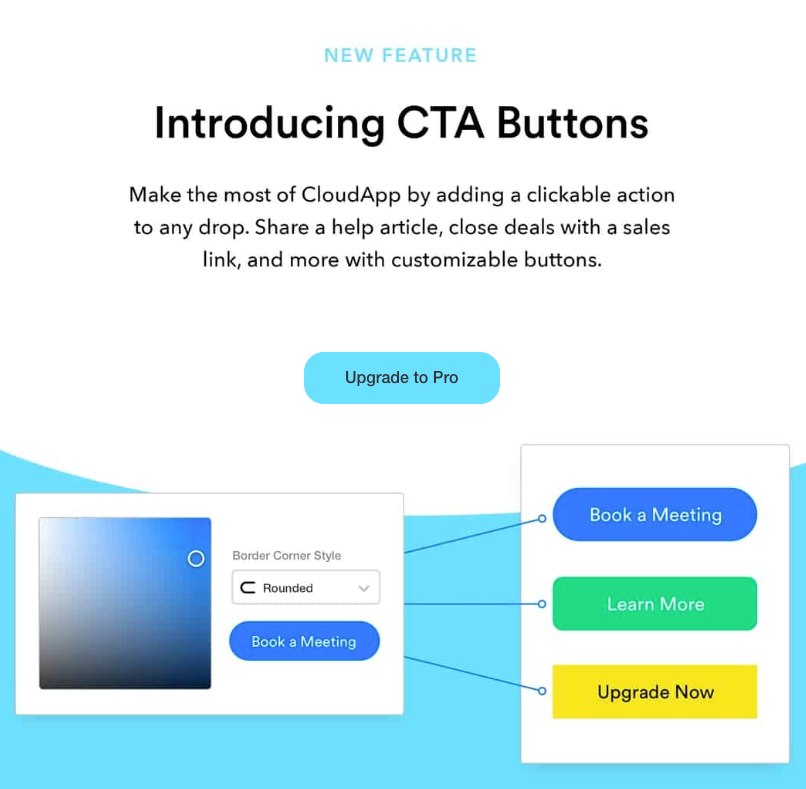 NEW FEATURE
Introducing CTA Buttons
Make the most of CloudApp by adding a clickable action
to any drop. Share a help article, close deals with a sales
link, and more with customizable buttons.
Upgrade to Pro
Border Corner Style
Rounded
Book a Meeting
Book a Meeting
Learn More
Upgrade Now